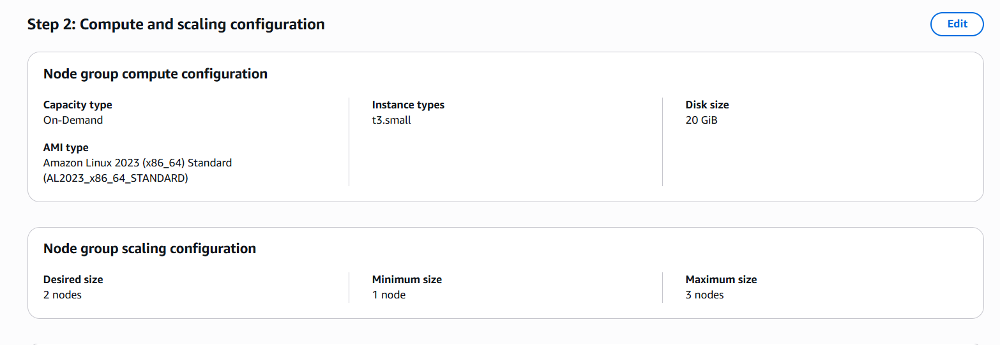 Step 2: Compute and scaling configuration
Edit
Node group compute configuration
Capacity type
On-Demand
AMI type
Amazon Linux 2023 (x86_64) Standard
(AL2023_x86_64_STANDARD)
Instance types
t3.small
Disk size
20 GiB
Node group scaling configuration
Desired size
2 nodes
Minimum size
1 node
Maximum size
3 nodes